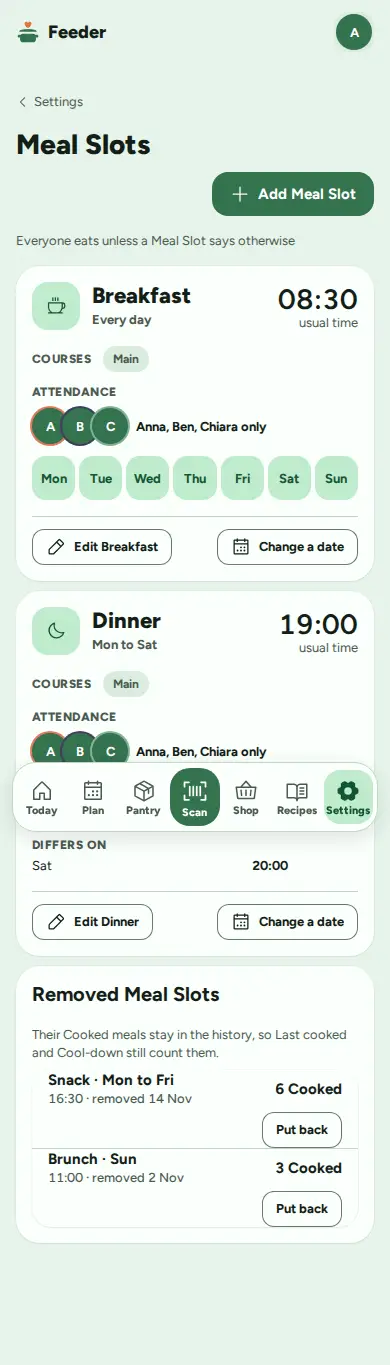 Feeder
A
Settings
Meal Slots
Add Meal Slot
Everyone eats unless a Meal Slot says otherwise
Breakfast
08:30
Every day
usual time
COURSES Main
ATTENDANCE
A B C Anna, Ben, Chiara only
Mon Tue Wed Thu Fri Sat Sun
Edit Breakfast
Change a date
Dinner
19:00
Mon to Sat
usual time
COURSES Main
ATTENDANCE
A B C Anna, Ben, Chiara only
Today Plan Pantry Scan Shop Recipes Settings
DIFFERS ON
Sat 20:00
Edit Dinner
Change a date
Removed Meal Slots
Their Cooked meals stay in the history, so Last cooked
and Cool-down still count them.
Snack · Mon to Fri
16:30 · removed 14 Nov
6 Cooked
Put back
Brunch · Sun
11:00 · removed 2 Nov
3 Cooked
Put back